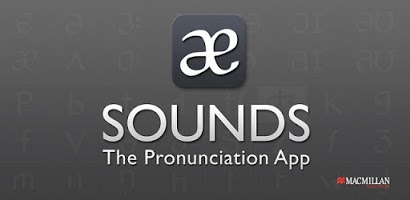 æ
SOUNDS
The Pronunciation App
MACMILLAN